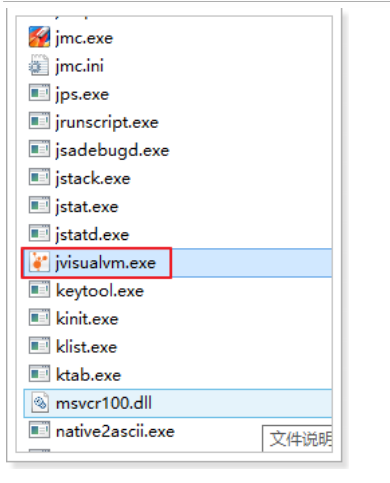 jmc.exe
jmc.ini
jps.exe
jrunscript.exe
jsadebugd.exe
jstack.exe
jstat.exe
jstatd.exe
jvisualvm.exe
keytool.exe
kinit.exe
klist.exe
ktab.exe
msvcr100.dll
native2ascii.exe
文件说明